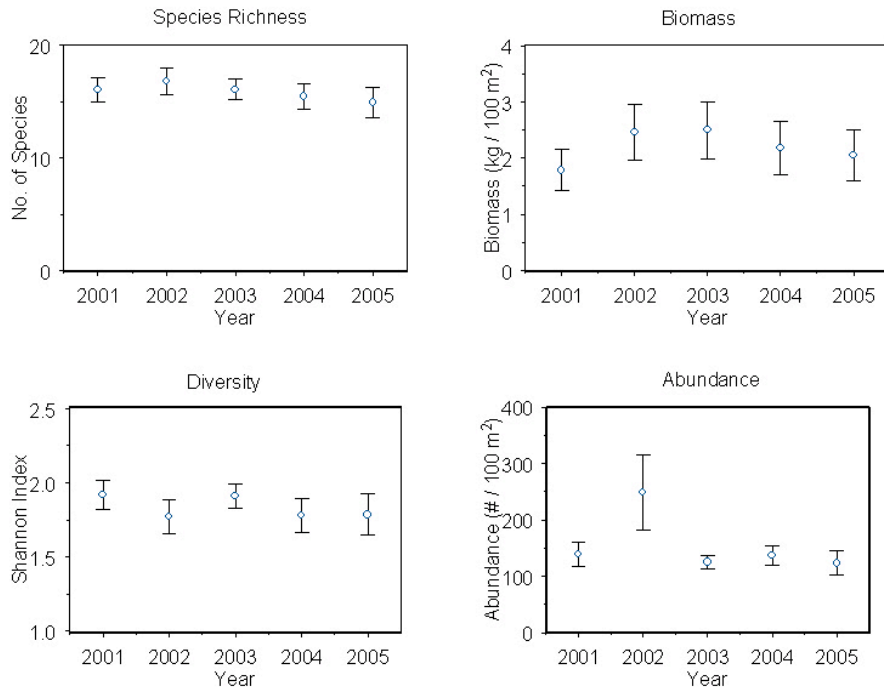 Species Richness
20
10
0
No. of Species
2001 2002 2003 2004 2005
Year
Biomass
4
3
2
1
0
Biomass (kg / 100 m²)
2001 2002 2003 2004 2005
Year
Diversity
2.5
2.0
1.5
1.0
Shannon Index
2001 2002 2003 2004 2005
Year
Abundance
400
300
200
100
0
Abundance (# / 100 m²)
2001 2002 2003 2004 2005
Year